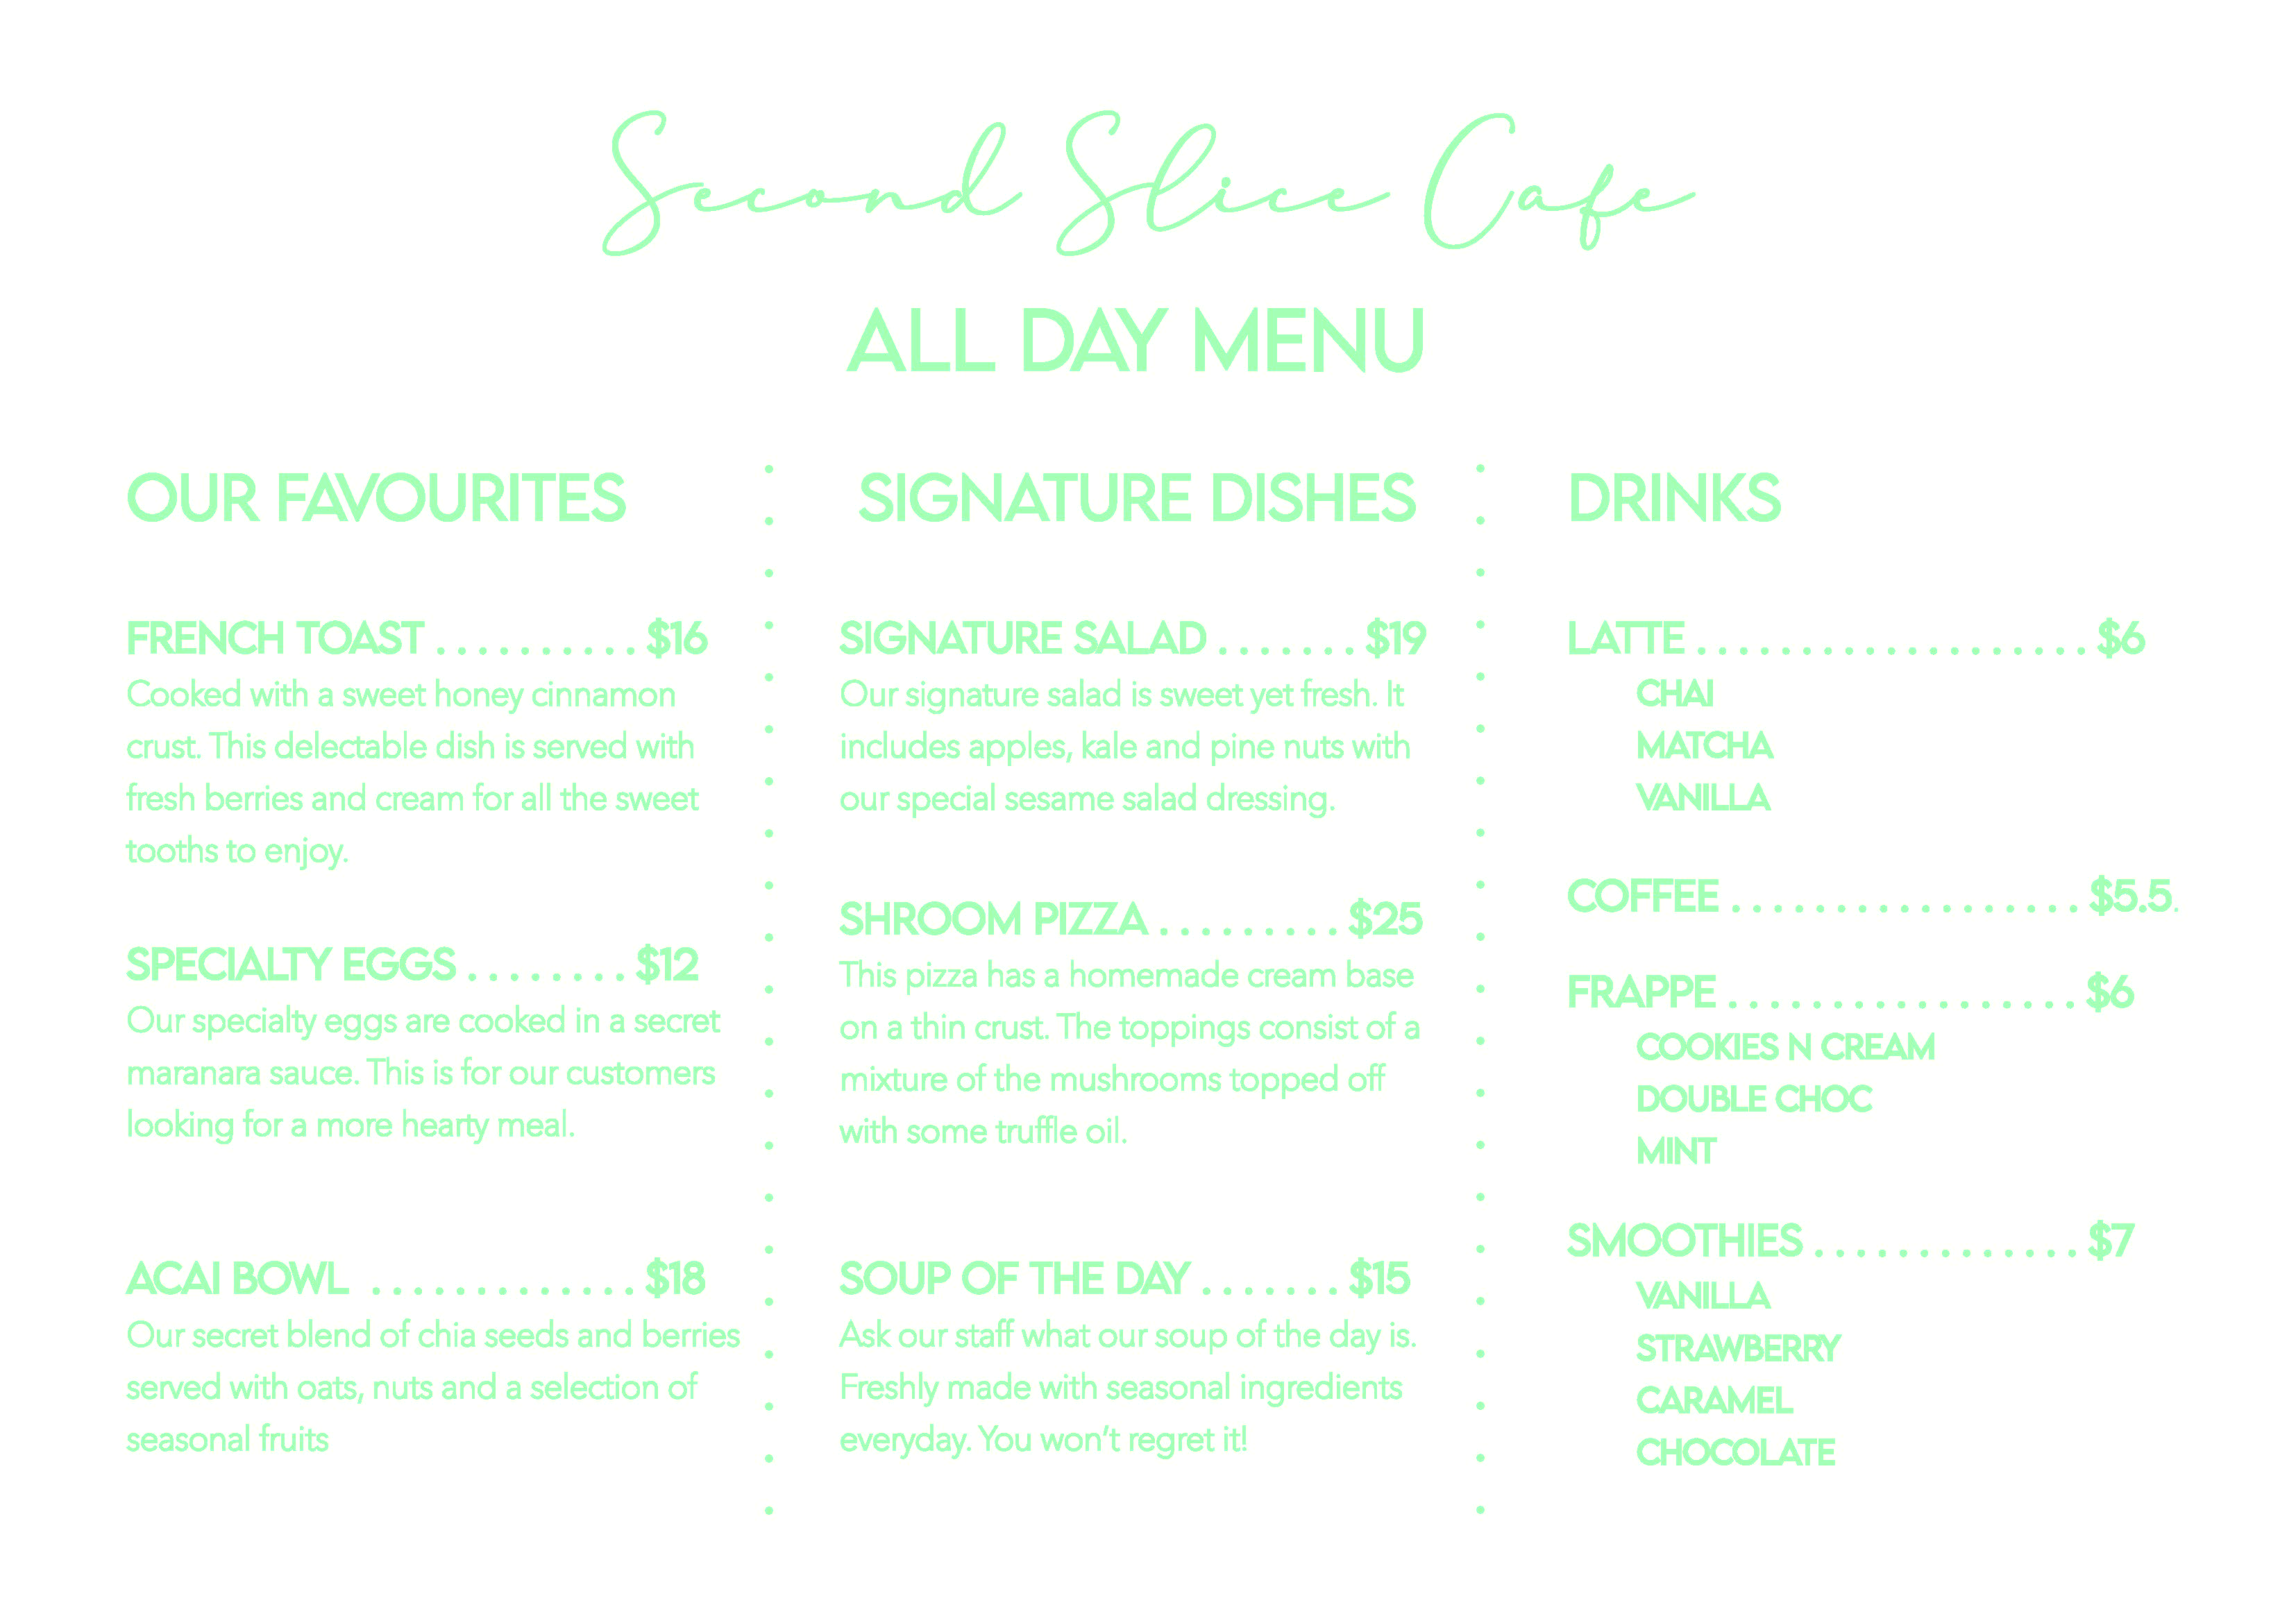 Second Slice Cafe
ALL DAY MENU
OUR FAVOURITES
FRENCH TOAST . . . . . . . . . . $16
Cooked with a sweet honey cinnamon
crust. This delectable dish is served with
fresh berries and cream for all the sweet
tooths to enjoy.
SPECIALTY EGGS . . . . . . . . $12
Our specialty eggs are cooked in a secret
maranara sauce. This is for our customers
looking for a more hearty meal.
ACAI BOWL . . . . . . . . . . . . . $18
Our secret blend of chia seeds and berries
served with oats, nuts and a selection of
seasonal fruits
SIGNATURE DISHES
SIGNATURE SALAD . . . . . . . $19
Our signature salad is sweet yet fresh. It
includes apples, kale and pine nuts with
our special sesame salad dressing.
SHROOM PIZZA . . . . . . . . . $25
This pizza has a homemade cream base
on a thin crust. The toppings consist of a
mixture of the mushrooms topped off
with some truffle oil.
SOUP OF THE DAY . . . . . . . $15
Ask our staff what our soup of the day is.
Freshly made with seasonal ingredients
everyday. You won't regret it!
DRINKS
LATTE . . . . . . . . . . . . . . . . . . . $6
CHAI
MATCHA
VANILLA
COFFEE . . . . . . . . . . . . . . . . . $5.5.
FRAPPE . . . . . . . . . . . . . . . . . $6
COOKIES N CREAM
DOUBLE CHOC
MINT
SMOOTHIES . . . . . . . . . . . . . $7
VANILLA
STRAWBERRY
CARAMEL
CHOCOLATE